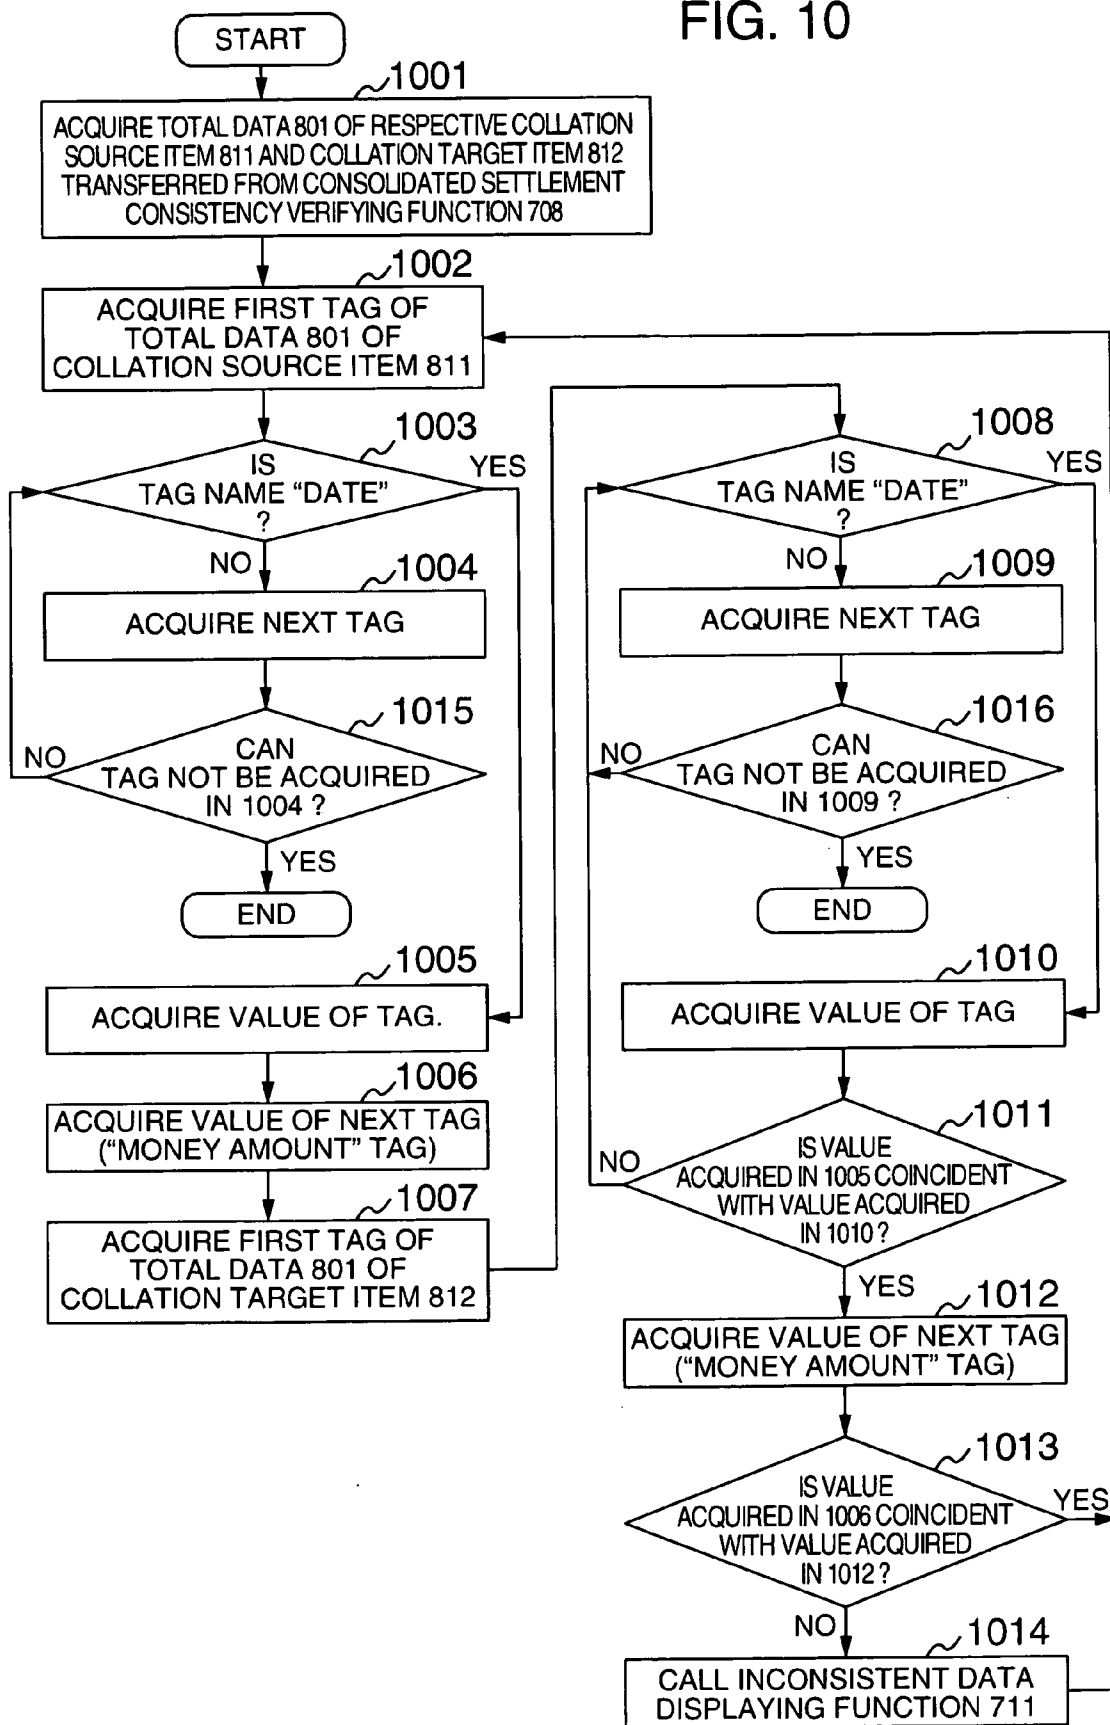 FIG. 10
START
1001
ACQUIRE TOTAL DATA 801 OF RESPECTIVE COLLATION
SOURCE ITEM 811 AND COLLATION TARGET ITEM 812
TRANSFERRED FROM CONSOLIDATED SETTLEMENT
CONSISTENCY VERIFYING FUNCTION 708
1002
ACQUIRE FIRST TAG OF
TOTAL DATA 801 OF
COLLATION SOURCE ITEM 811
1003
IS
TAG NAME “DATE”
?
YES
NO
1004
ACQUIRE NEXT TAG
1015
CAN
TAG NOT BE ACQUIRED
IN 1004 ?
NO
YES
END
1005
ACQUIRE VALUE OF TAG.
1006
ACQUIRE VALUE OF NEXT TAG
(“MONEY AMOUNT” TAG)
1007
ACQUIRE FIRST TAG OF
TOTAL DATA 801 OF
COLLATION TARGET ITEM 812
1008
IS
TAG NAME “DATE”
?
YES
NO
1009
ACQUIRE NEXT TAG
1016
CAN
TAG NOT BE ACQUIRED
IN 1009 ?
NO
YES
END
1010
ACQUIRE VALUE OF TAG
1011
IS VALUE
ACQUIRED IN 1005 COINCIDENT
WITH VALUE ACQUIRED
IN 1010 ?
NO
YES
1012
ACQUIRE VALUE OF NEXT TAG
(“MONEY AMOUNT” TAG)
1013
IS VALUE
ACQUIRED IN 1006 COINCIDENT
WITH VALUE ACQUIRED
IN 1012 ?
YES
NO
1014
CALL INCONSISTENT DATA
DISPLAYING FUNCTION 711